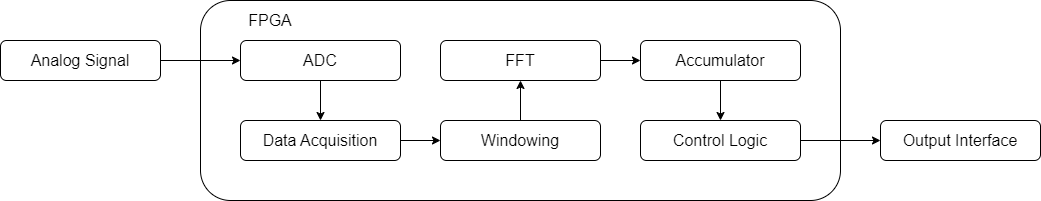 FPGA
Analog Signal
ADC
FFT
Accumulator
Data Acquisition
Windowing
Control Logic
Output Interface